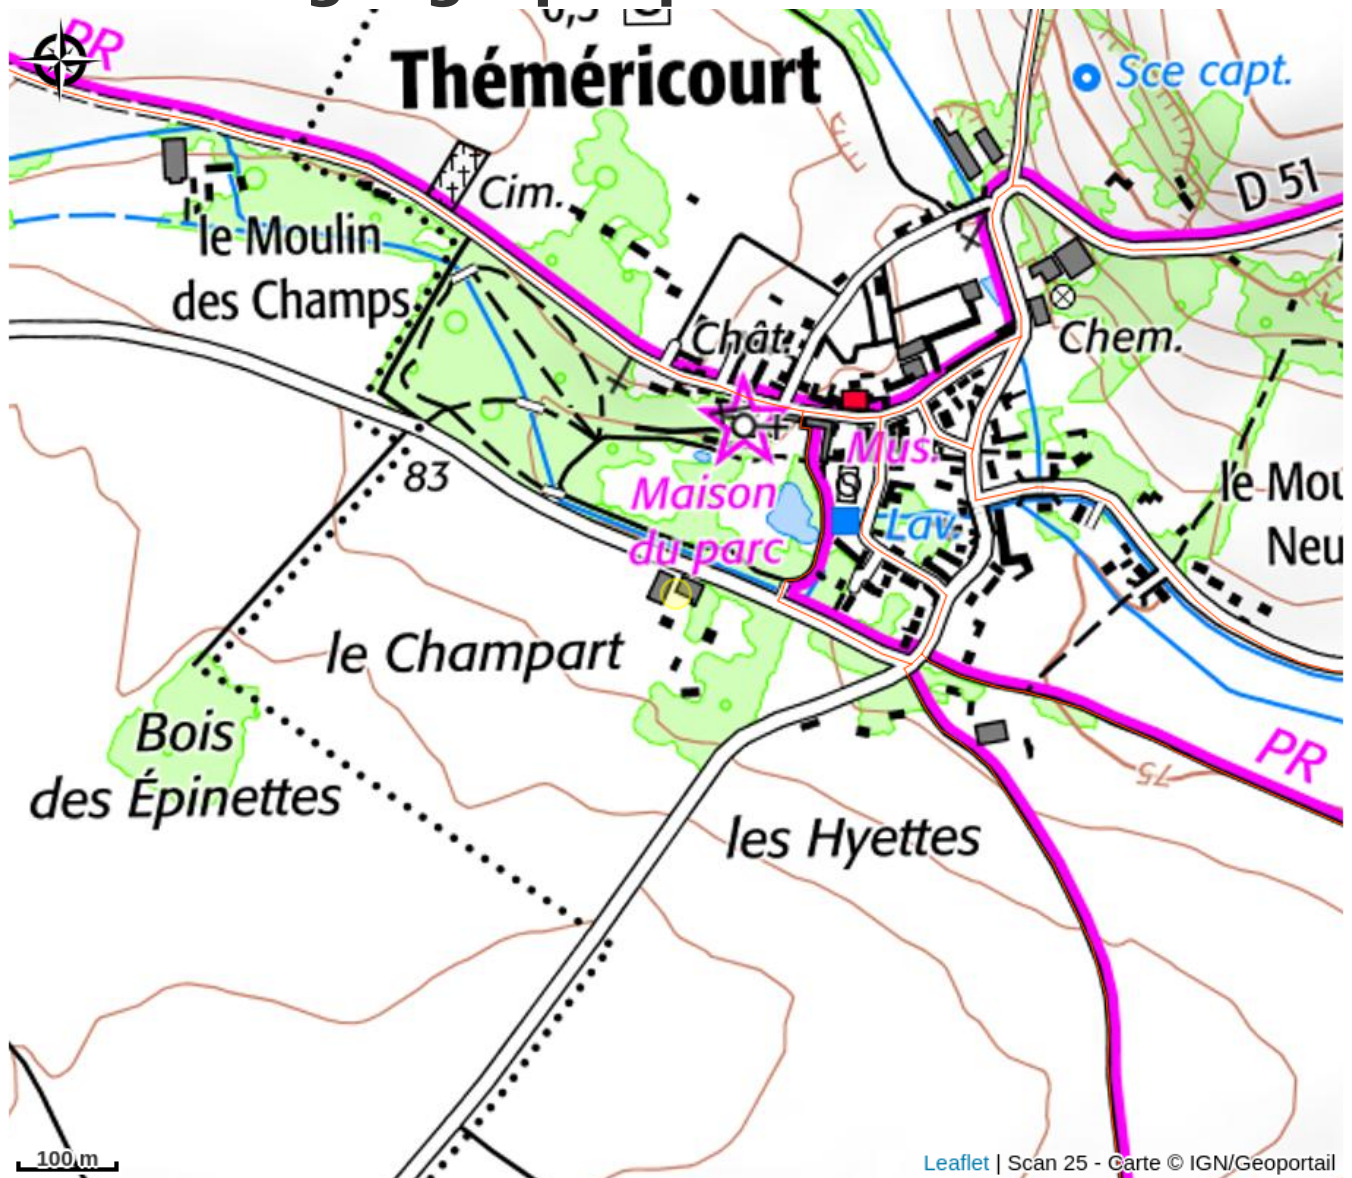 PR
Théméricourt
Sce capt.
Cim.
D 51
le Moulin
des Champs
Chât.
Chem.
Mus.
83
Maison
du parc
Lav.
le Mou
Neu
le Champart
Bois
des Épinettes
PR
75
les Hyettes
100 m
Leaflet | Scan 25 - Carte © IGN/Geoportail